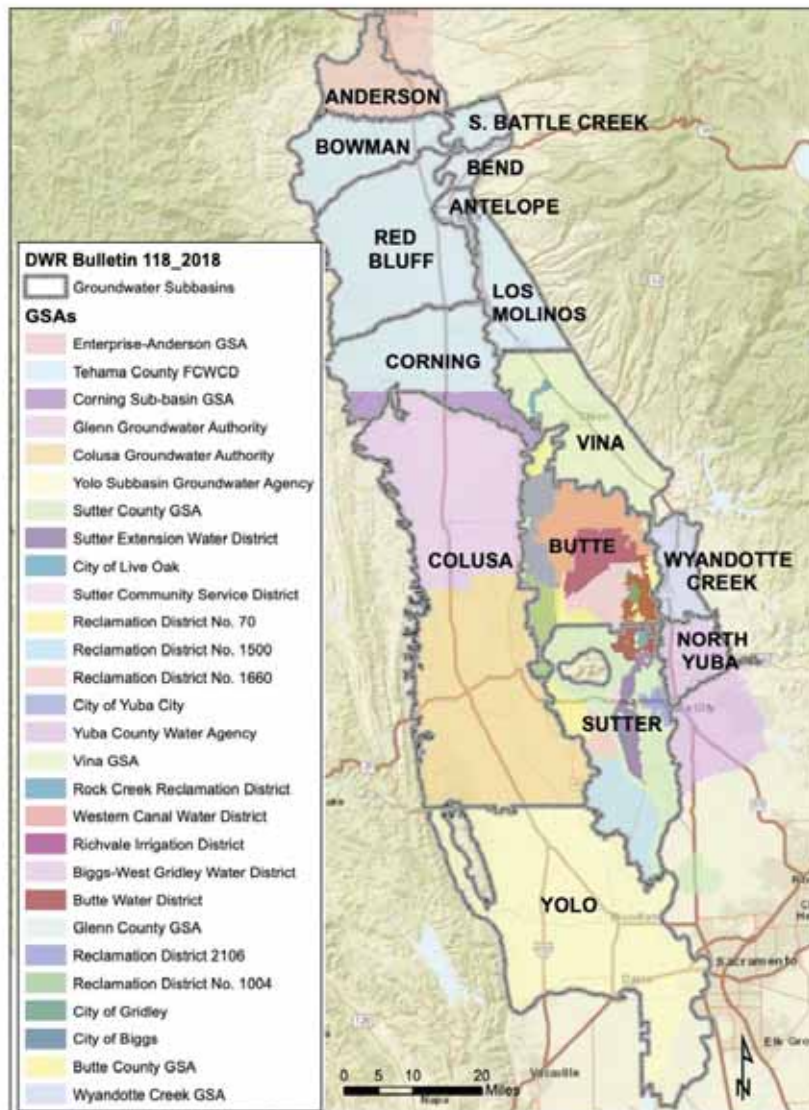 ANDERSON
S. BATTLE CREEK
BOWMAN
BEND
ANTELOPE
RED
BLUFF
LOS
MOLINOS
CORNING
VINA
COLUSA
BUTTE
WYANDOTTE
CREEK
NORTH
YUBA
SUTTER
YOLO
Sacramento
Elk Gro
Vacaville
Napa
DWR Bulletin 118_2018
Groundwater Subbasins
GSAs
Enterprise-Anderson GSA
Tehama County FCWCD
Corning Sub-basin GSA
Glenn Groundwater Authority
Colusa Groundwater Authority
Yolo Subbasin Groundwater Agency
Sutter County GSA
Sutter Extension Water District
City of Live Oak
Sutter Community Service District
Reclamation District No. 70
Reclamation District No. 1500
Reclamation District No. 1660
City of Yuba City
Yuba County Water Agency
Vina GSA
Rock Creek Reclamation District
Western Canal Water District
Richvale Irrigation District
Biggs-West Gridley Water District
Butte Water District
Glenn County GSA
Reclamation District 2106
Reclamation District No. 1004
City of Gridley
City of Biggs
Butte County GSA
Wyandotte Creek GSA
0 5 10 20
Miles
N